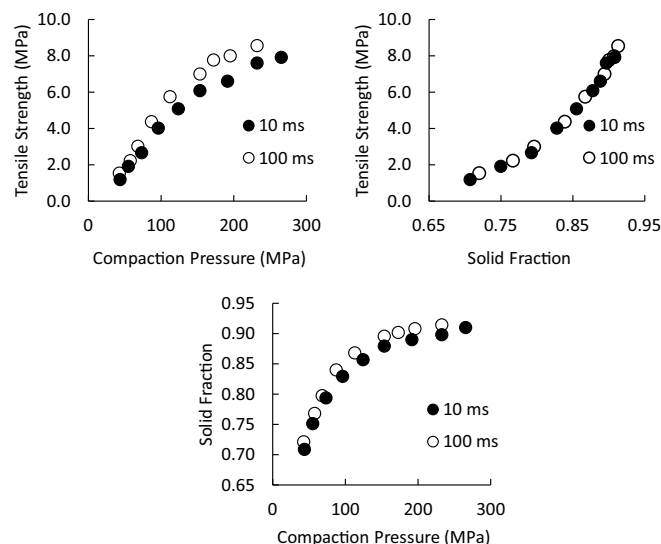 Tensile Strength (MPa)
10.0
8.0
6.0
4.0
2.0
0.0
0
100
200
300
Compaction Pressure (MPa)
10 ms
100 ms
Tensile Strength (MPa)
10.0
8.0
6.0
4.0
2.0
0.0
0.65
0.75
0.85
0.95
Solid Fraction
10 ms
100 ms
Solid Fraction
0.95
0.90
0.85
0.80
0.75
0.70
0.65
0
100
200
300
Compaction Pressure (MPa)
10 ms
100 ms